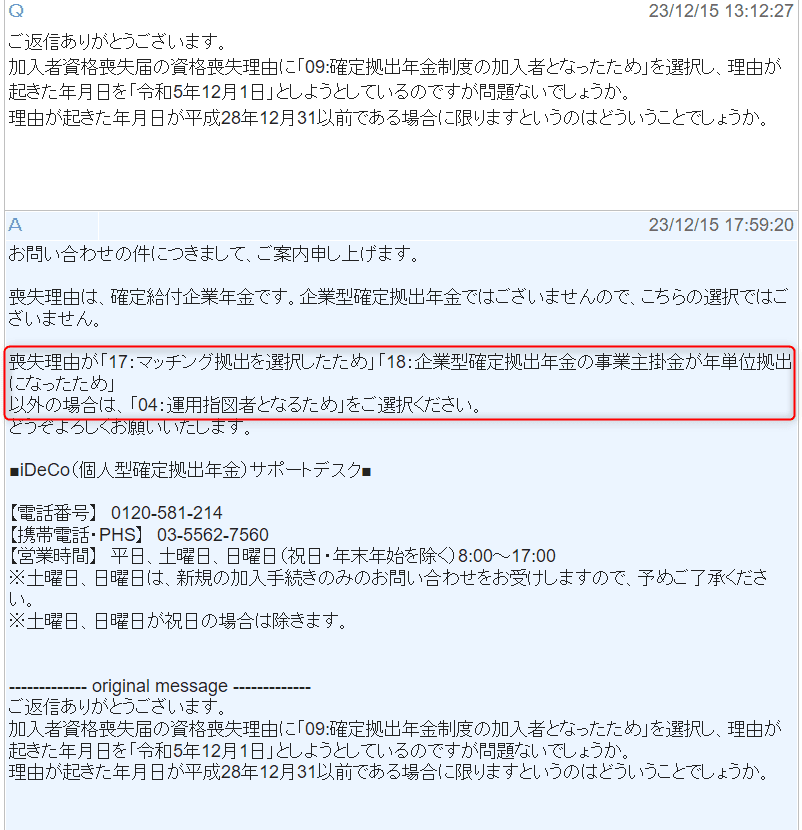 Q 23/12/15 13:12:27
ご返信ありがとうございます。
加入者資格喪失届の資格喪失理由に「09:確定拠出年金制度の加入者となったため」を選択し、理由が
起きた年月日を「令和5年12月1日」としようとしているのですが問題ないでしょうか。
理由が起きた年月日が平成28年12月31以前である場合に限りますというのはどういうことでしょうか。
A 23/12/15 17:59:20
お問い合わせの件につきまして、ご案内申し上げます。
喪失理由は、確定給付企業年金です。企業型確定拠出年金ではございませんので、こちらの選択ではご
ざいません。
喪失理由が「17：マッチング拠出を選択したため」「18：企業型確定拠出年金の事業主掛金が年単位拠出
になったため」
以外の場合は、「04：運用指図者となるため」をご選択ください。
どうぞよろしくお願いいたします。
■iDeCo（個人型確定拠出年金）サポートデスク■
【電話番号】 0120-581-214
【携帯電話・PHS】 03-5562-7560
【営業時間】 平日、土曜日、日曜日（祝日・年末年始を除く）8:00～17:00
※土曜日、日曜日は、新規の加入手続きのみのお問い合わせをお受けしますので、予めご了承くださ
い。
※土曜日、日曜日が祝日の場合は除きます。
------------- original message -------------
ご返信ありがとうございます。
加入者資格喪失届の資格喪失理由に「09:確定拠出年金制度の加入者となったため」を選択し、理由が
起きた年月日を「令和5年12月1日」としようとしているのですが問題ないでしょうか。
理由が起きた年月日が平成28年12月31以前である場合に限りますというのはどういうことでしょうか。